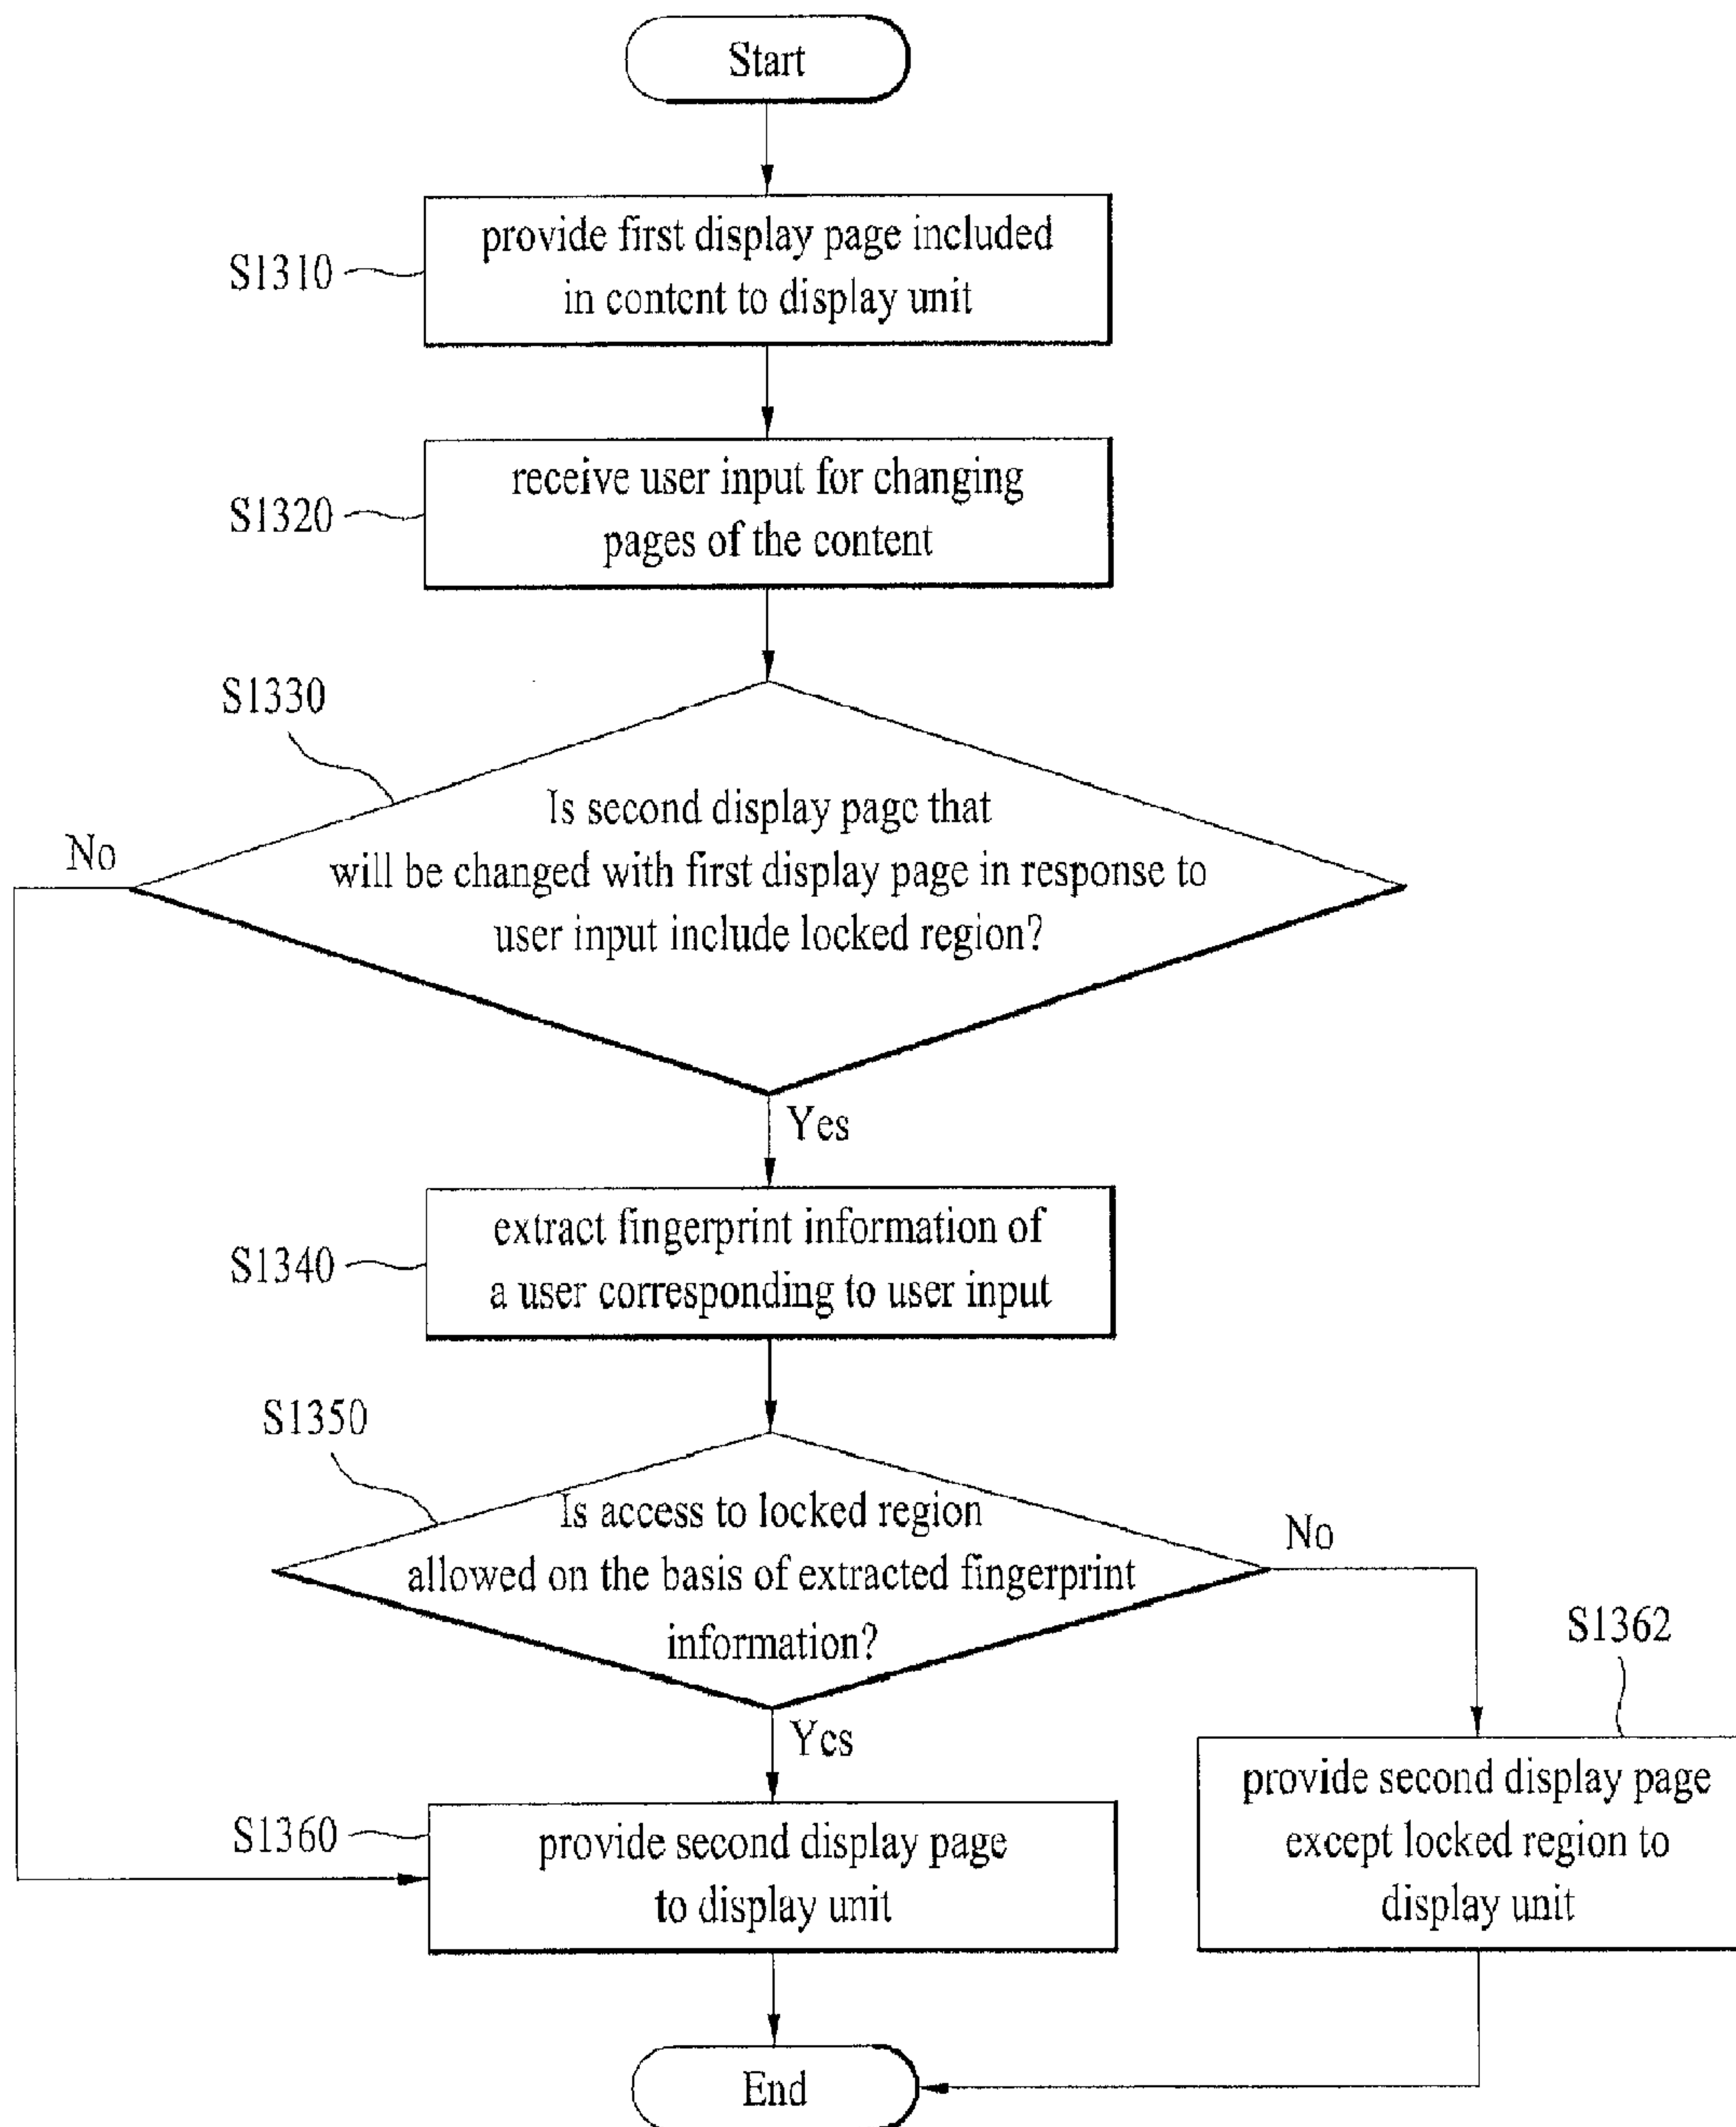 Start
provide first display page included
in content to display unit
S1310
receive user input for changing
pages of the content
S1320
S1330
Is second display page that
will be changed with first display page in response to
user input include locked region?
No
Yes
extract fingerprint information of
a user corresponding to user input
S1340
S1350
Is access to locked region
allowed on the basis of extracted fingerprint
information?
No
Yes
S1362
provide second display page
except locked region to
display unit
S1360
provide second display page
to display unit
End